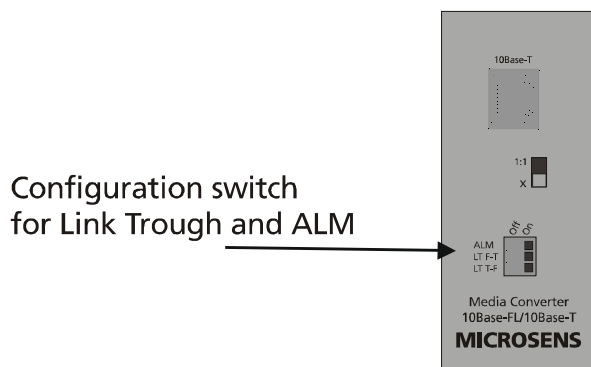 10Base-T
1:1
X
Configuration switch
for Link Trough and ALM
Off On
ALM
LT F-T
LT T-F
Media Converter
10Base-FL/10Base-T
MICROSENS